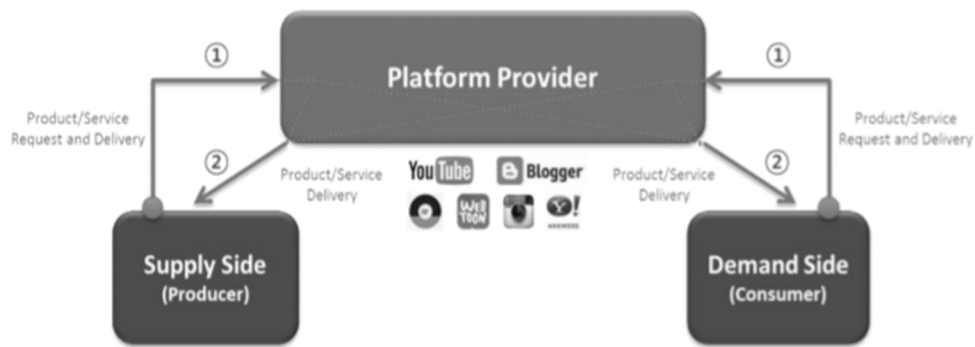 ①
①
Platform Provider
Product/Service
Request and Delivery
Product/Service
Request and Delivery
②
②
Product/Service
Delivery
YouTube
Blogger
Product/Service
Delivery
WEB
TOON
Y!
ANSWERS
Supply Side
(Producer)
Demand Side
(Consumer)